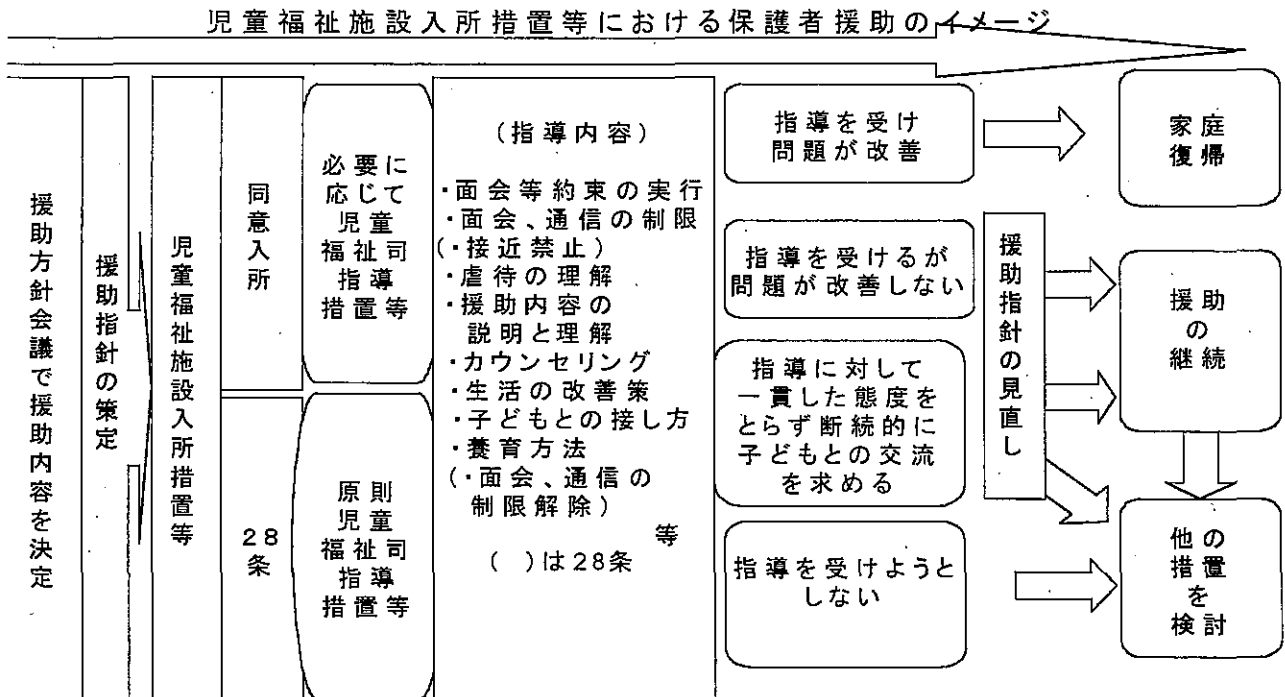 児童福祉施設入所措置等における保護者援助のイメージ
援助方針会議で援助内容を決定
援助指針の策定
児童福祉施設入所措置等
同意入所
28
条
必要に
応じて
児童
福祉司
指導
措置等
原則
児童
福祉司
指導
措置等
(指導内容)
・面会等約束の実行
・面会、通信の制限
(・接近禁止)
・虐待の理解
・援助内容の
説明と理解
・カウンセリング
・生活の改善策
・子どもとの接し方
・養育方法
(・面会、通信の
制限解除)
等
( )は28条
指導を受け
問題が改善
指導を受けるが
問題が改善しない
指導に対して
一貫した態度を
とらず断続的に
子どもとの交流
を求める
指導を受けようと
しない
援助指針の見直し
家庭
復帰
援助
の
継続
他の
措置
を
検討